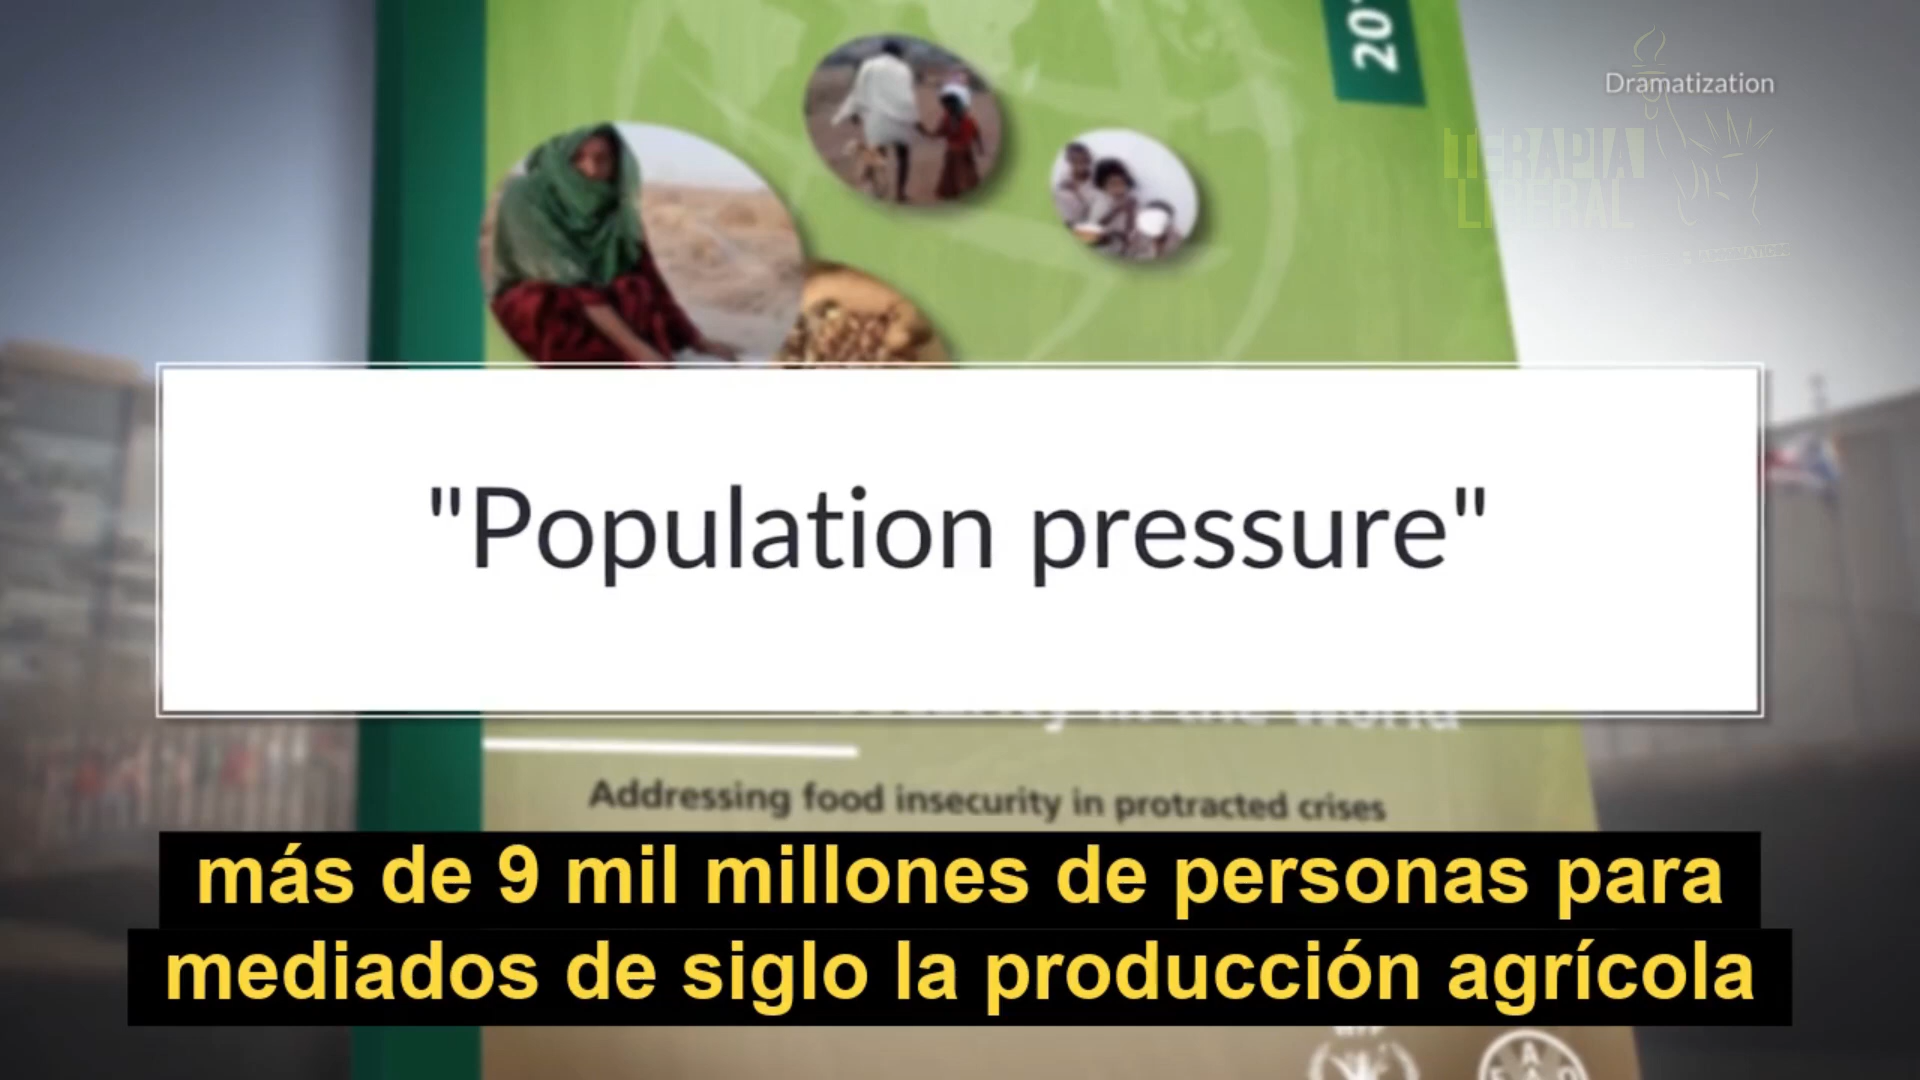 Dramatization
TERAPIA
LIBERAL
"Population pressure"
Addressing food insecurity in protracted crises
más de 9 mil millones de personas para
mediados de siglo la producción agrícola